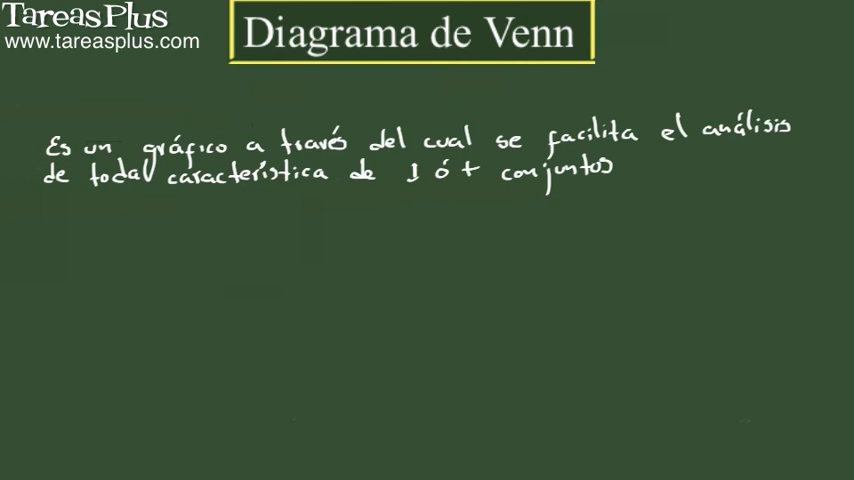 TareasPlus
www.tareasplus.com
Diagrama de Venn
Es un gráfico a través del cual se facilita el análisis
de toda característica de 1 ó + conjuntos